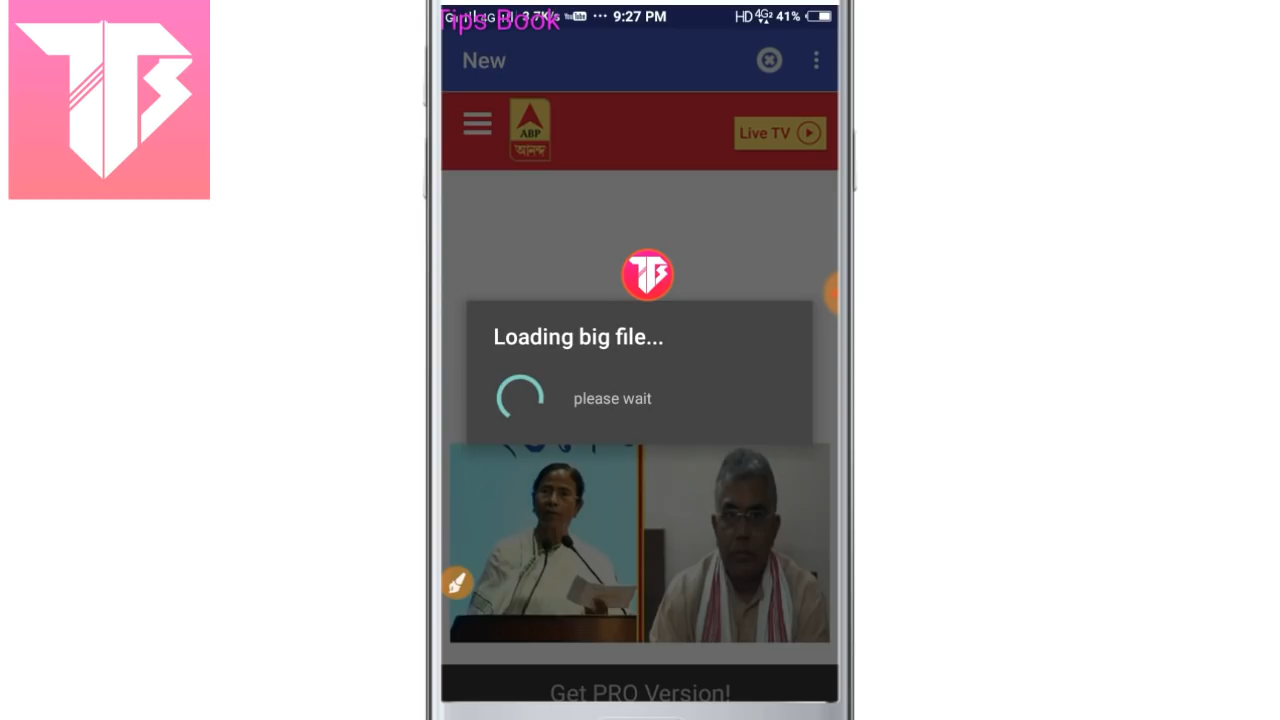 Tips Book
9:27 PM
HD 4G² 41%
New
ABP
আনন্দ
Live TV
Loading big file...
please wait
Get PRO Version!